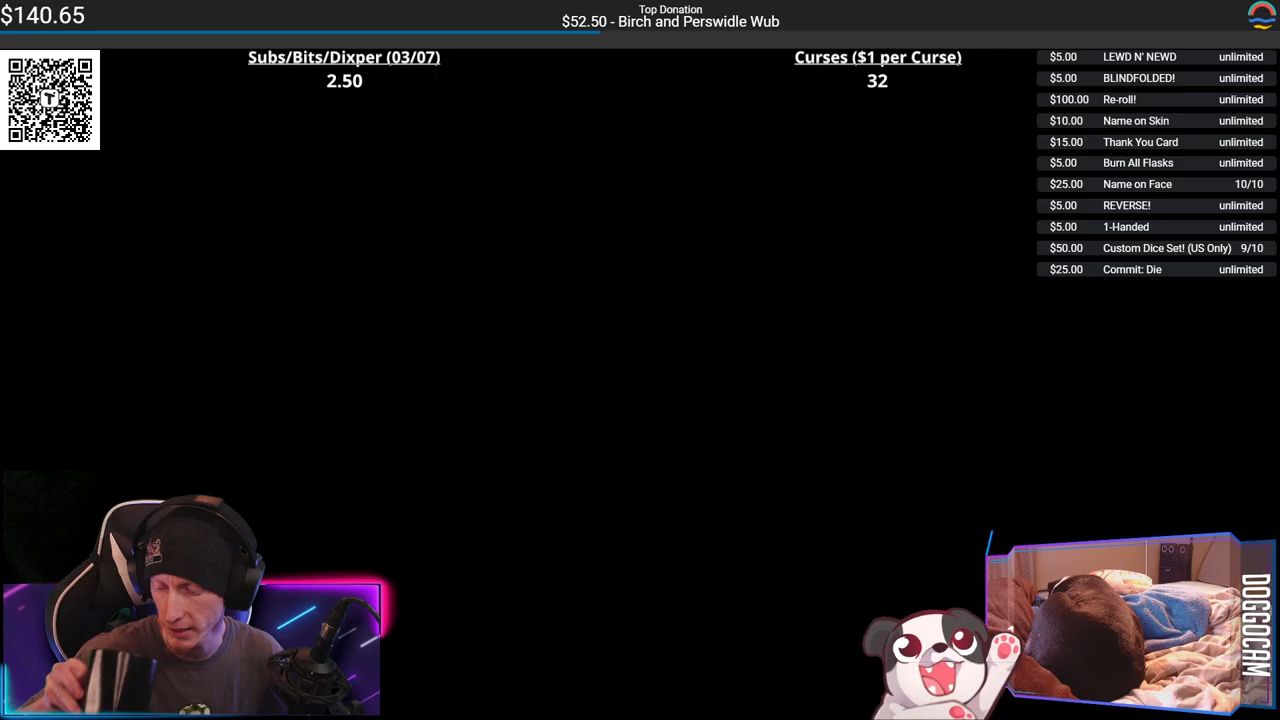 $140.65
Top Donation
$52.50 - Birch and Perswidle Wub
Subs/Bits/Dixper (03/07)
2.50
Curses ($1 per Curse)
32
$5.00 LEWD N' NEWD unlimited
$5.00 BLINDFOLDED! unlimited
$100.00 Re-roll! unlimited
$10.00 Name on Skin unlimited
$15.00 Thank You Card unlimited
$5.00 Burn All Flasks unlimited
$25.00 Name on Face 10/10
$5.00 REVERSE! unlimited
$5.00 1-Handed unlimited
$50.00 Custom Dice Set! (US Only) 9/10
$25.00 Commit: Die unlimited
DOGGOCAM